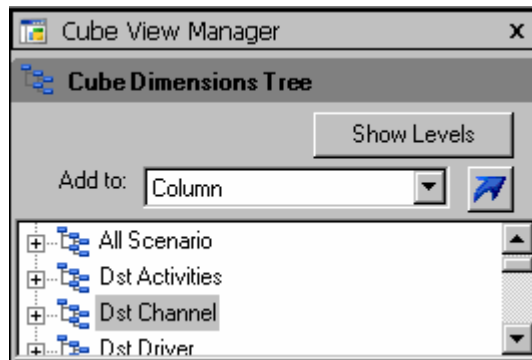 Cube View Manager x
Cube Dimensions Tree
Show Levels
Add to: Column
All Scenario
Dst Activities
Dst Channel
Dst Driver